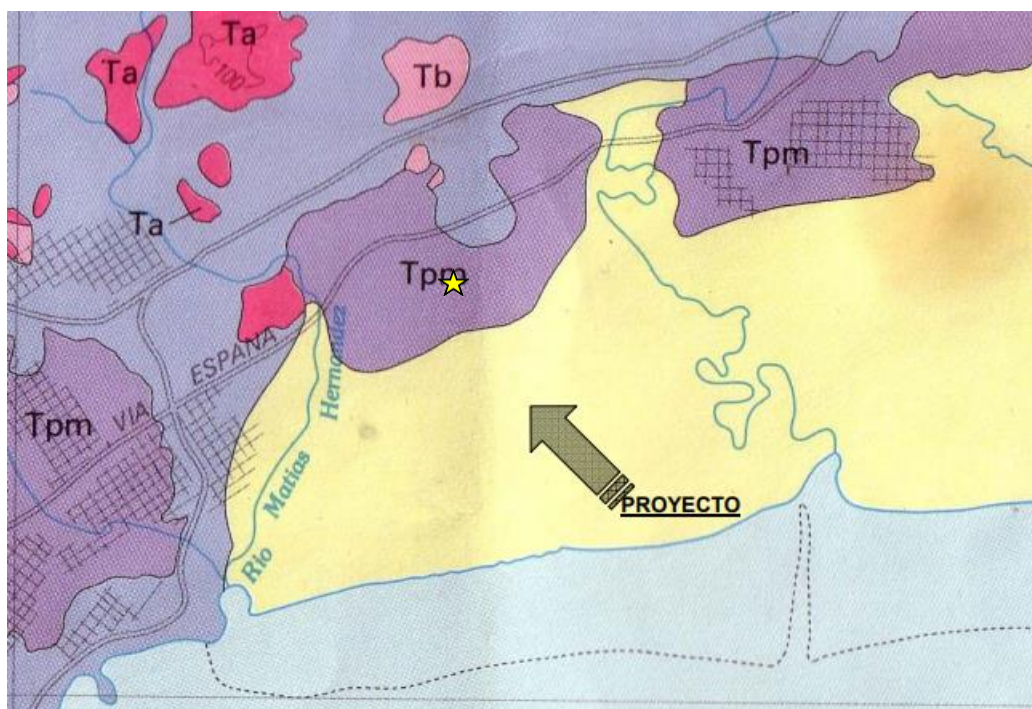 Ta
Ta
100
Tb
Tpm
Ta
Tpm
ESPAÑA
Hernandez
Tpm
VIA
Matias
PROYECTO
Rio